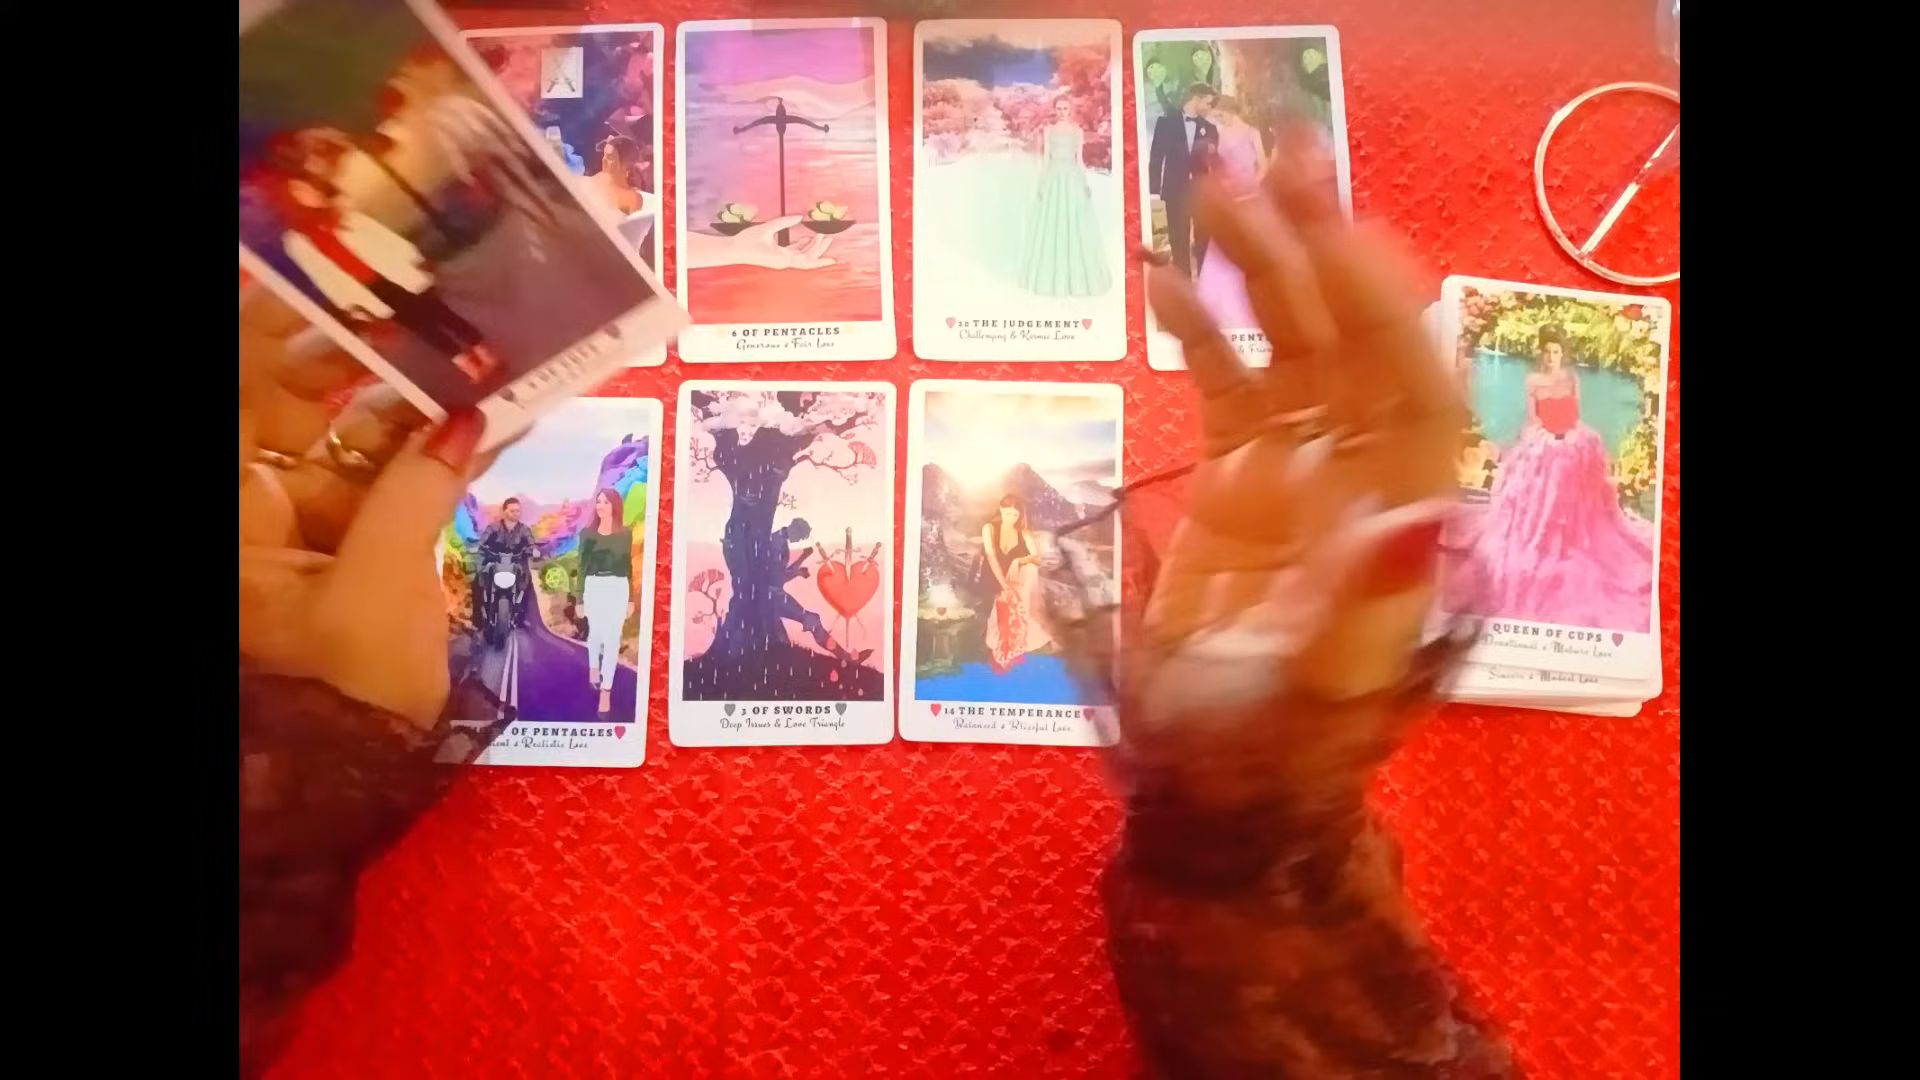 6 OF PENTACLES
Generous & Fair Love
20 THE JUDGEMENT
Challenging & Karmic Love
PENT
&
OF PENTACLES
& Realistic Love
3 OF SWORDS
Deep Issues & Love Triangle
14 THE TEMPERANCE
Balanced & Blissful Love
QUEEN OF CUPS
Devotional & Mature Love
Sincere & Modest Love